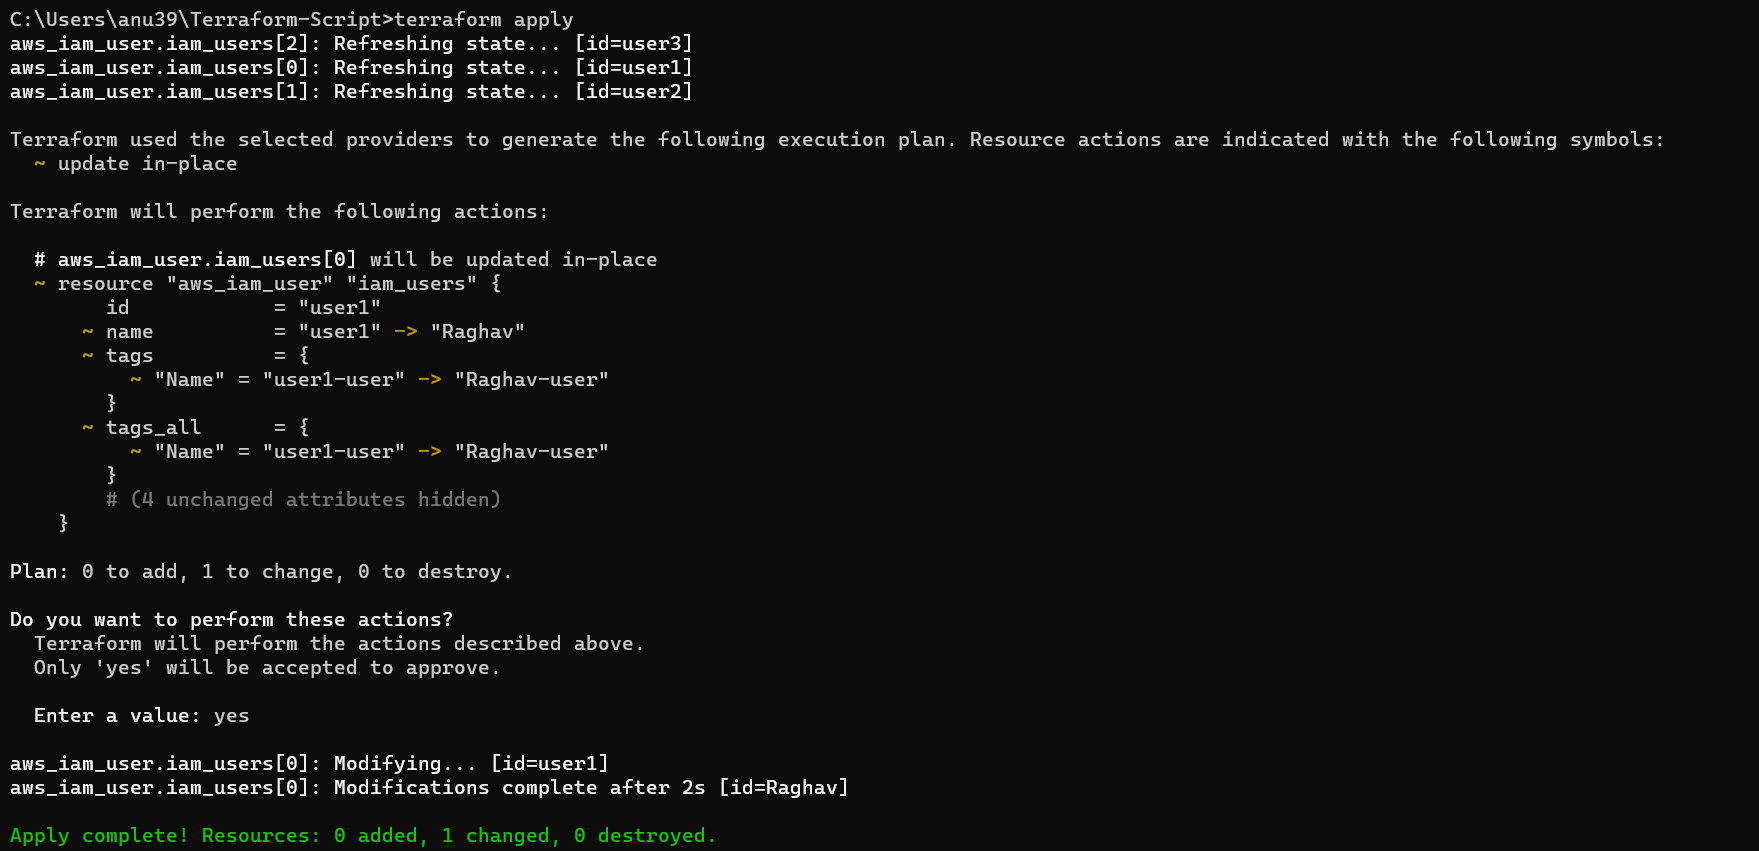 C:\Users\anu39\Terraform-Script>terraform apply
aws_iam_user.iam_users[2]: Refreshing state... [id=user3]
aws_iam_user.iam_users[0]: Refreshing state... [id=user1]
aws_iam_user.iam_users[1]: Refreshing state... [id=user2]

Terraform used the selected providers to generate the following execution plan. Resource actions are indicated with the following symbols:
  ~ update in-place

Terraform will perform the following actions:

  # aws_iam_user.iam_users[0] will be updated in-place
  ~ resource "aws_iam_user" "iam_users" {
        id            = "user1"
      ~ name          = "user1" -> "Raghav"
      ~ tags          = {
          ~ "Name" = "user1-user" -> "Raghav-user"
        }
      ~ tags_all      = {
          ~ "Name" = "user1-user" -> "Raghav-user"
        }
        # (4 unchanged attributes hidden)
    }

Plan: 0 to add, 1 to change, 0 to destroy.

Do you want to perform these actions?
  Terraform will perform the actions described above.
  Only 'yes' will be accepted to approve.

  Enter a value: yes

aws_iam_user.iam_users[0]: Modifying... [id=user1]
aws_iam_user.iam_users[0]: Modifications complete after 2s [id=Raghav]

Apply complete! Resources: 0 added, 1 changed, 0 destroyed.